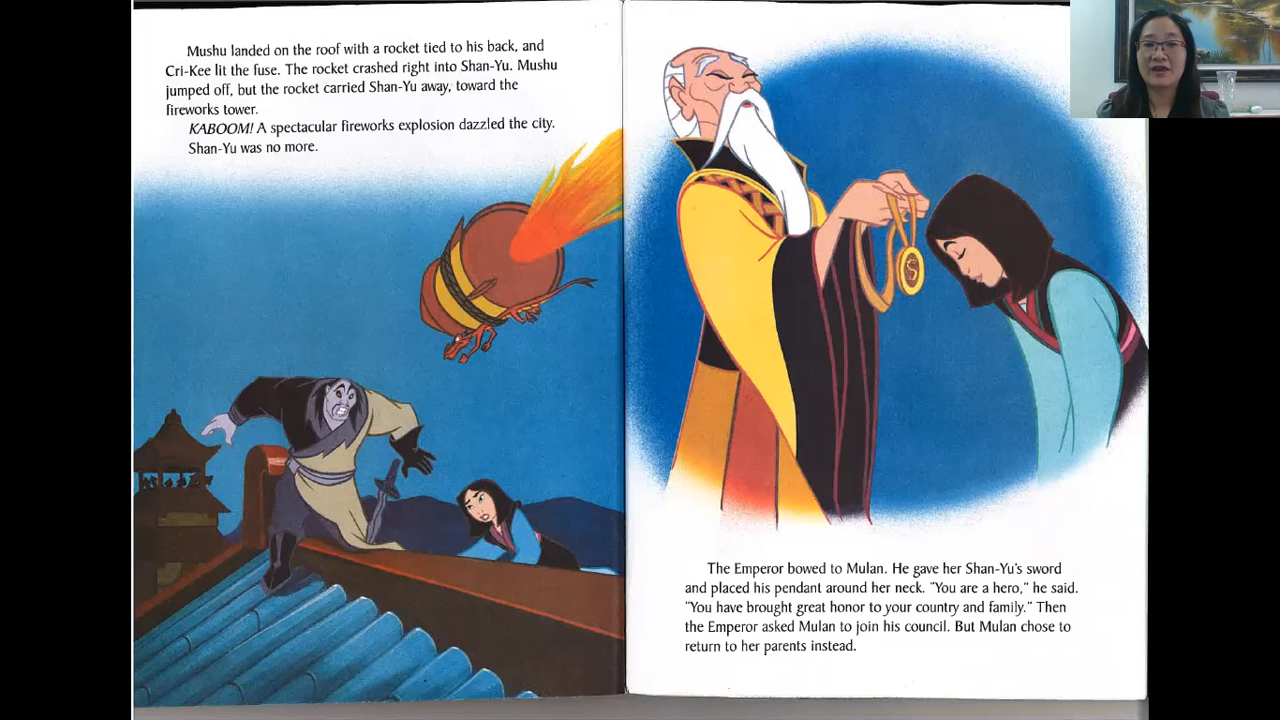 Mushu landed on the roof with a rocket tied to his back, and
Cri-Kee lit the fuse. The rocket crashed right into Shan-Yu. Mushu
jumped off, but the rocket carried Shan-Yu away, toward the
fireworks tower.
KABOOM! A spectacular fireworks explosion dazzled the city.
Shan-Yu was no more.
The Emperor bowed to Mulan. He gave her Shan-Yu's sword
and placed his pendant around her neck. "You are a hero," he said.
"You have brought great honor to your country and family." Then
the Emperor asked Mulan to join his council. But Mulan chose to
return to her parents instead.